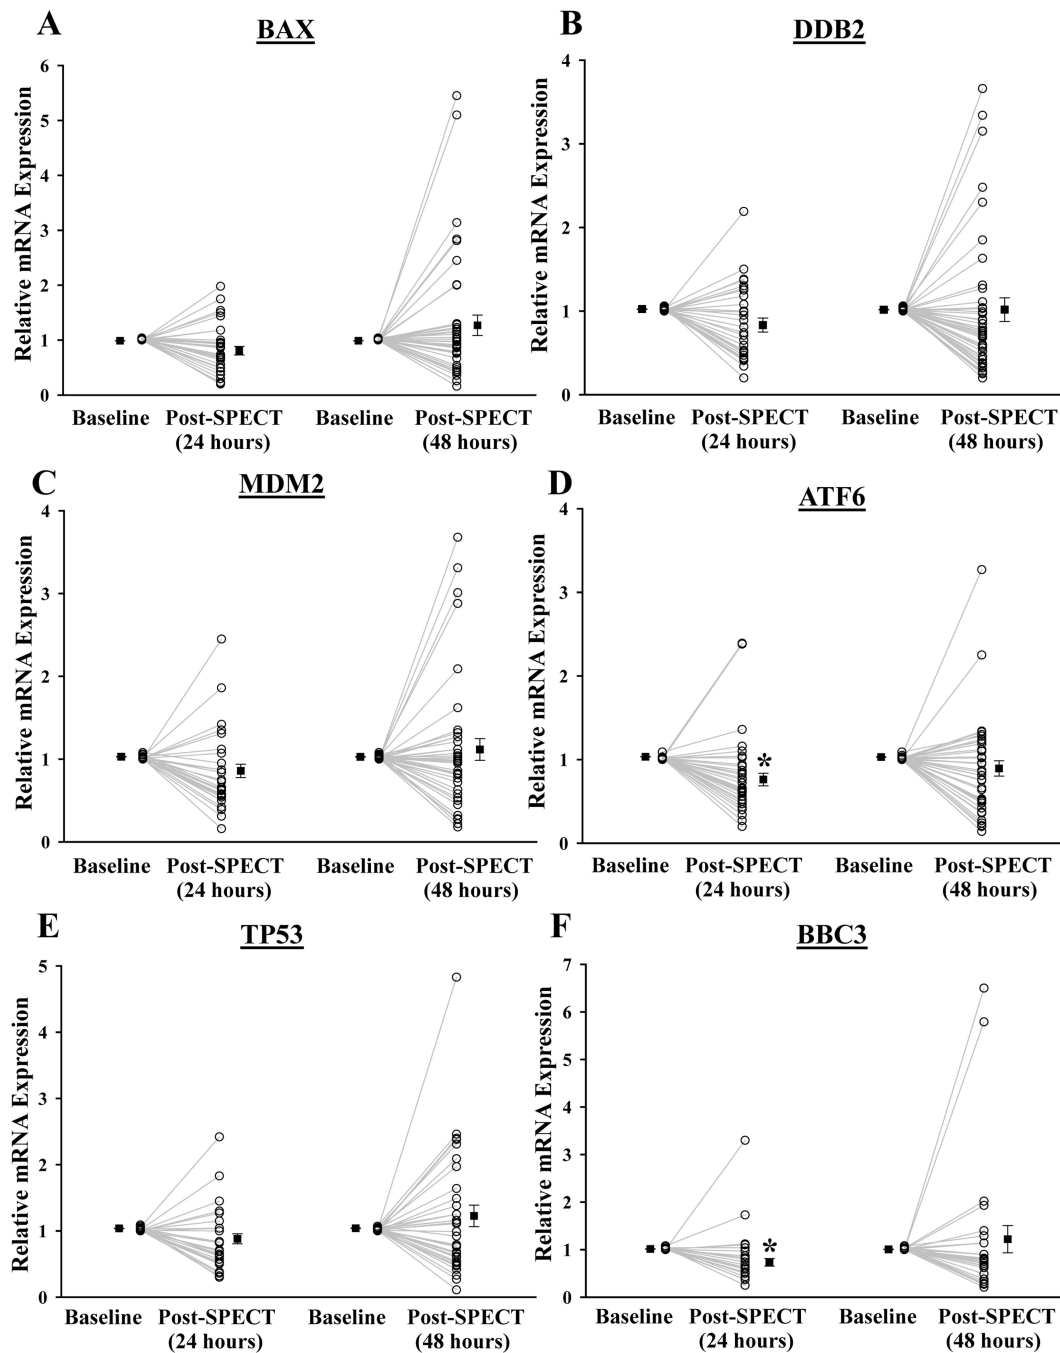 A
BAX
Relative mRNA Expression
6
5
4
3
2
1
0
Baseline Post-SPECT Baseline Post-SPECT
(24 hours) (48 hours)
B
DDB2
Relative mRNA Expression
4
3
2
1
0
Baseline Post-SPECT Baseline Post-SPECT
(24 hours) (48 hours)
C
MDM2
Relative mRNA Expression
4
3
2
1
0
Baseline Post-SPECT Baseline Post-SPECT
(24 hours) (48 hours)
D
ATF6
Relative mRNA Expression
4
3
2
1
0
*
Baseline Post-SPECT Baseline Post-SPECT
(24 hours) (48 hours)
E
TP53
Relative mRNA Expression
5
4
3
2
1
0
Baseline Post-SPECT Baseline Post-SPECT
(24 hours) (48 hours)
F
BBC3
Relative mRNA Expression
7
6
5
4
3
2
1
0
*
Baseline Post-SPECT Baseline Post-SPECT
(24 hours) (48 hours)